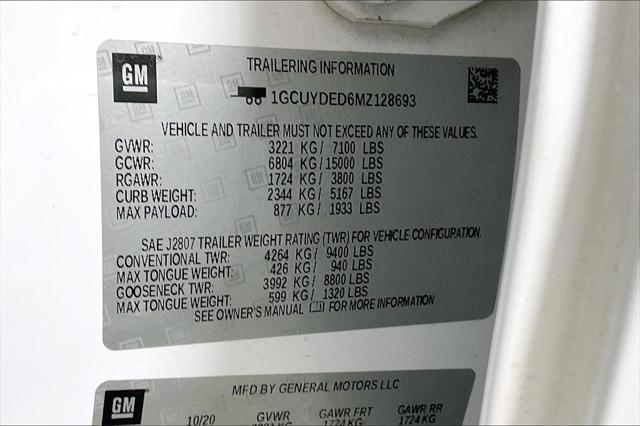 GM
TRAILERING INFORMATION
1GCUYDED6MZ128693
VEHICLE AND TRAILER MUST NOT EXCEED ANY OF THESE VALUES.
GVWR: 3221 KG/ 7100 LBS
GCWR: 6804 KG/15000 LBS
RGAWR: 1724 KG/ 3800 LBS
CURB WEIGHT: 2344 KG/ 5167 LBS
MAX PAYLOAD: 877 KG/ 1933 LBS
SAE J2807 TRAILER WEIGHT RATING (TWR) FOR VEHICLE CONFIGURATION.
CONVENTIONAL TWR: 4264 KG/ 9400 LBS
MAX TONGUE WEIGHT: 426 KG/ 940 LBS
GOOSENECK TWR: 3992 KG/ 8800 LBS
MAX TONGUE WEIGHT: 599 KG/ 1320 LBS
SEE OWNER'S MANUAL FOR MORE INFORMATION
GM
MFD BY GENERAL MOTORS LLC
10/20 GVWR GAWR FRT GAWR RR
1724 KG 1724 KG